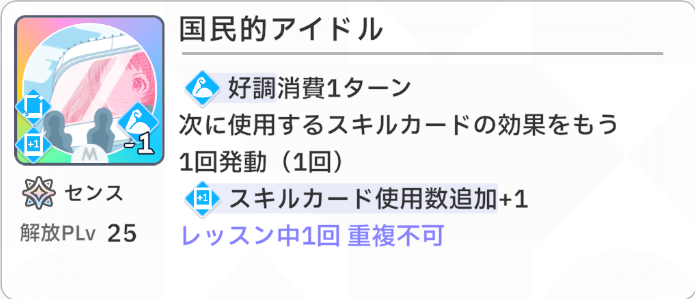 国民的アイドル
好調消費1ターン
次に使用するスキルカードの効果をもう
1回発動（1回）
+1
スキルカード使用数追加+1
レッスン中1回 重複不可
+1
-1
M
センス
解放PLv 25